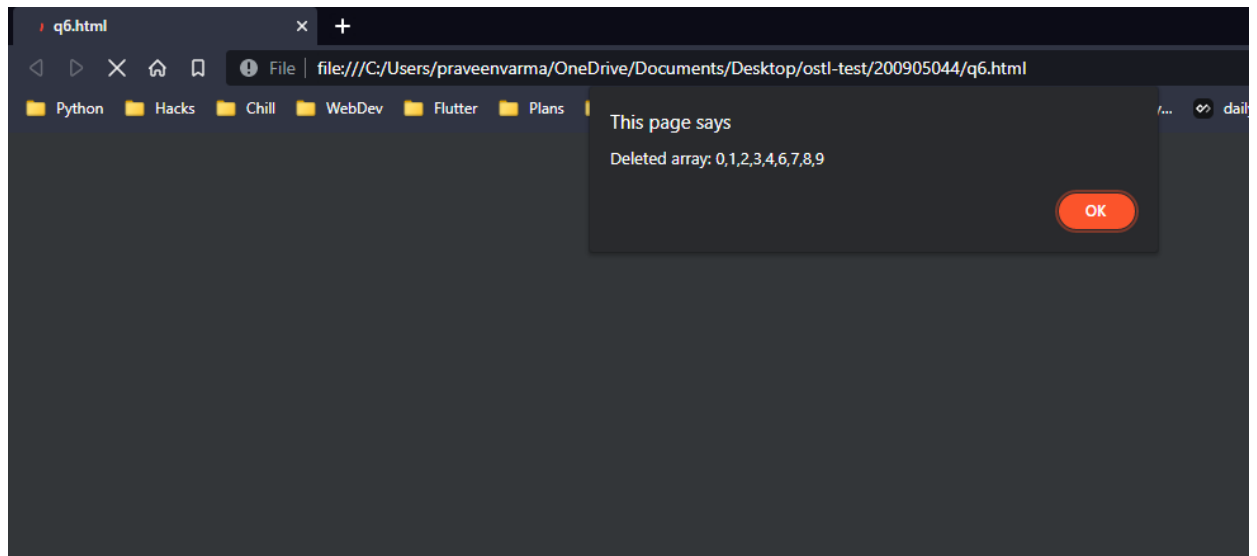 q6.html
File file:///C:/Users/praveenvarma/OneDrive/Documents/Desktop/ostl-test/200905044/q6.html
Python Hacks Chill WebDev Flutter Plans
This page says
Deleted array: 0,1,2,3,4,6,7,8,9
OK